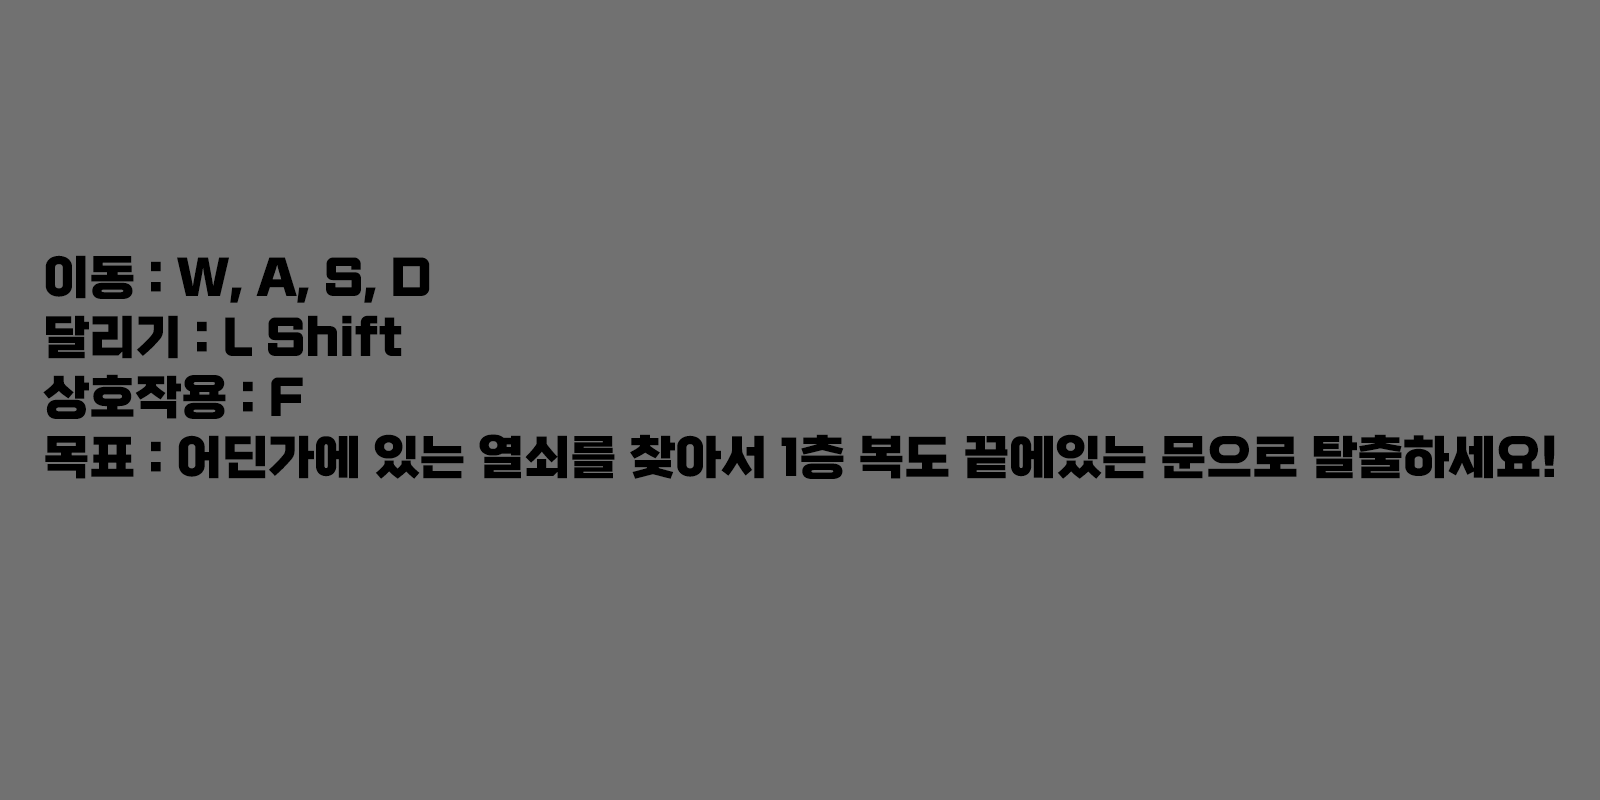 이동 : W, A, S, D
달리기 : L Shift
상호작용 : F
목표 : 어딘가에 있는 열쇠를 찾아서 1층 복도 끝에있는 문으로 탈출하세요!